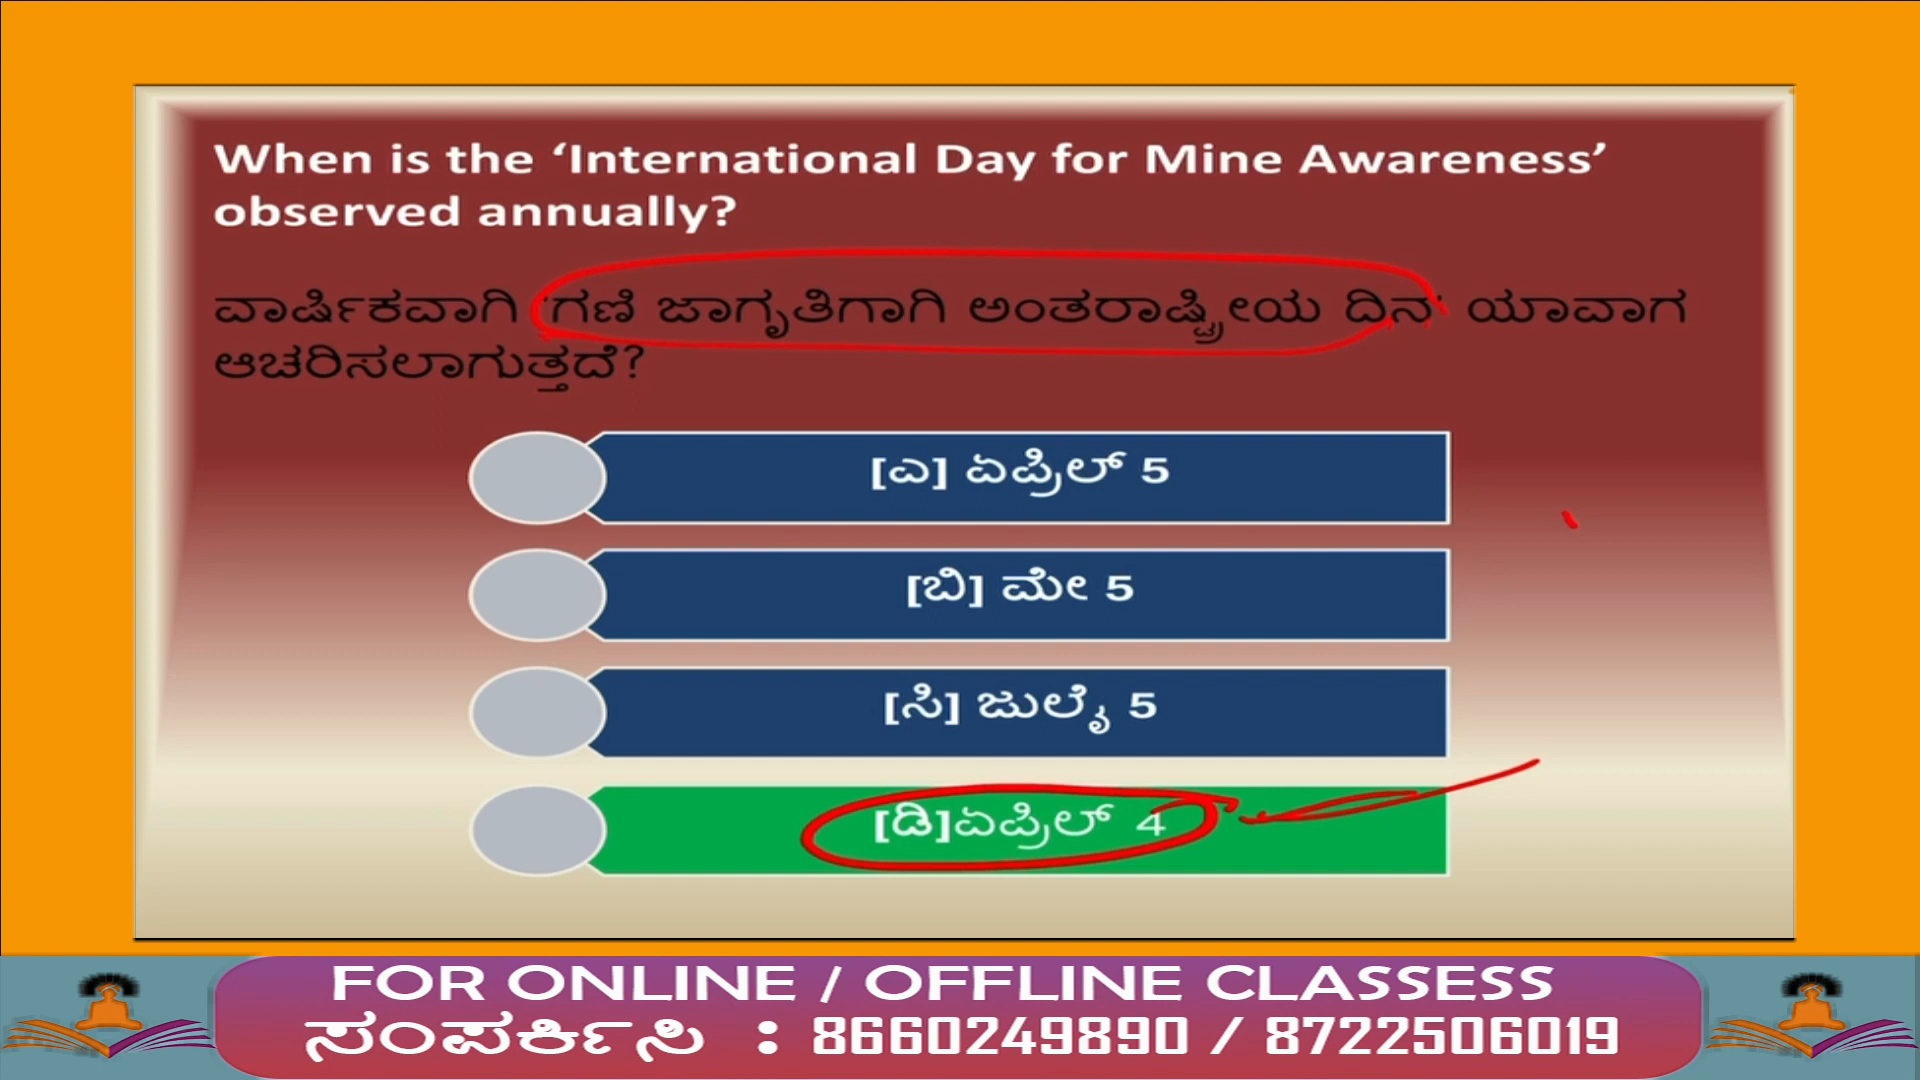 When is the ‘International Day for Mine Awareness’
observed annually?
ವಾರ್ಷಿಕವಾಗಿ 'ಗಣಿ ಜಾಗೃತಿಗಾಗಿ ಅಂತರಾಷ್ಟ್ರೀಯ ದಿನ' ಯಾವಾಗ
ಆಚರಿಸಲಾಗುತ್ತದೆ?
[ಎ] ಏಪ್ರಿಲ್ 5
[ಬಿ] ಮೇ 5
[ಸಿ] ಜುಲೈ 5
[ಡಿ]ಏಪ್ರಿಲ್ 4
FOR ONLINE / OFFLINE CLASSESS
ಸಂಪರ್ಕಿಸಿ : 8660249890 / 8722506019